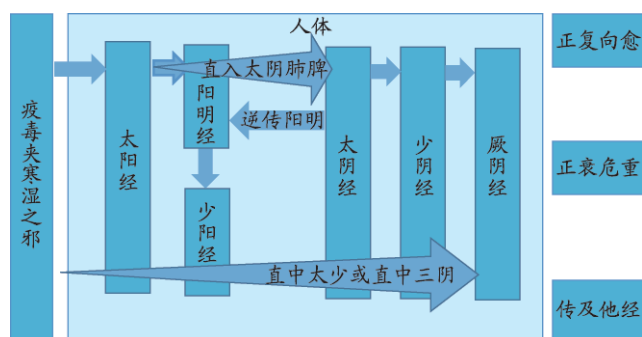 人体
疫毒夹寒湿之邪
太阳经
阳明经
少阳经
直入太阴肺脾
逆传阳明
太阴经
少阴经
厥阴经
直中太少或直中三阴
正复向愈
正衰危重
传及他经